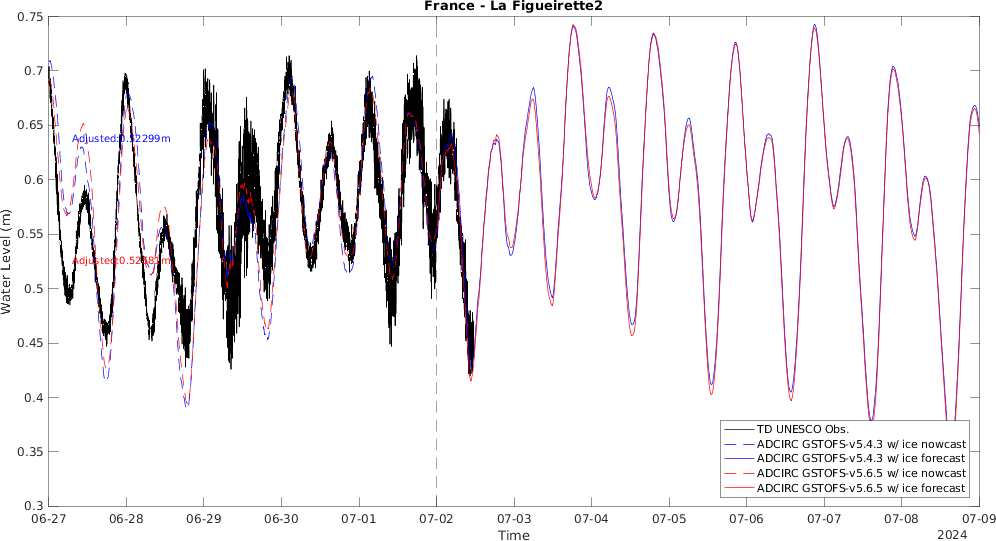 France - La Figueirette2
0.75
0.7
0.65
0.6
0.55
0.5
0.45
0.4
0.35
0.3
Water Level (m)
Adjusted:0.52299m
TD UNESCO Obs.
ADCIRC GSTOFS-v5.4.3 w/ ice nowcast
ADCIRC GSTOFS-v5.4.3 w/ ice forecast
ADCIRC GSTOFS-v5.6.5 w/ ice nowcast
ADCIRC GSTOFS-v5.6.5 w/ ice forecast
06-27 06-28 06-29 06-30 07-01 07-02 07-03 07-04 07-05 07-06 07-07 07-08 07-09
Time
2024